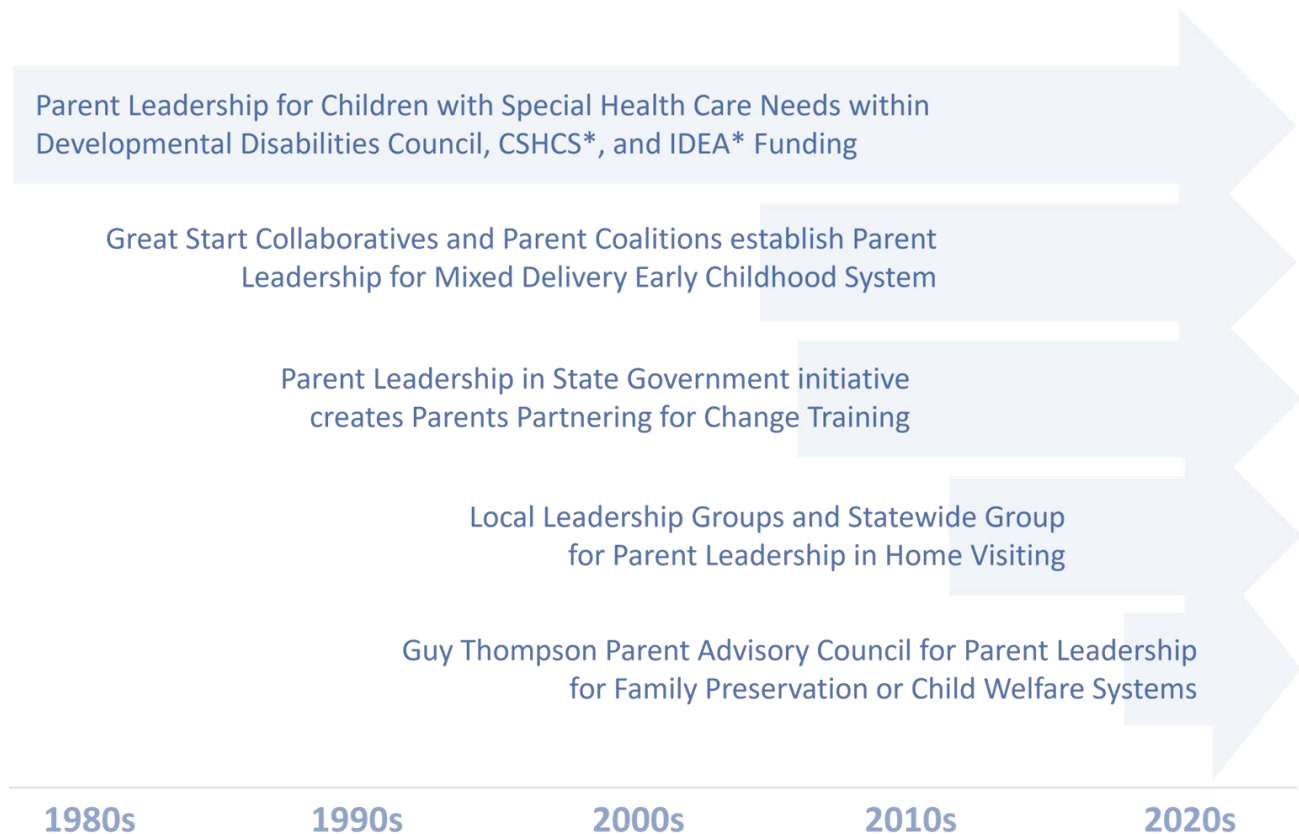 Parent Leadership for Children with Special Health Care Needs within
Developmental Disabilities Council, CSHCS*, and IDEA* Funding
Great Start Collaboratives and Parent Coalitions establish Parent
Leadership for Mixed Delivery Early Childhood System
Parent Leadership in State Government initiative
creates Parents Partnering for Change Training
Local Leadership Groups and Statewide Group
for Parent Leadership in Home Visiting
Guy Thompson Parent Advisory Council for Parent Leadership
for Family Preservation or Child Welfare Systems
1980s 1990s 2000s 2010s 2020s